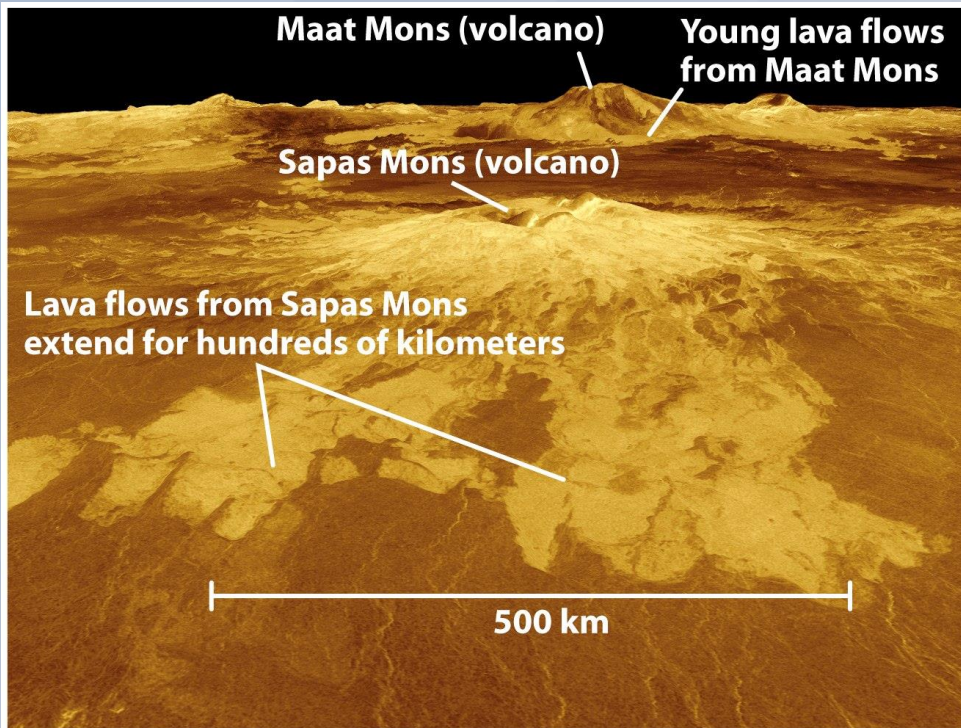 Maat Mons (volcano)
Young lava flows
from Maat Mons
Sapas Mons (volcano)
Lava flows from Sapas Mons
extend for hundreds of kilometers
500 km